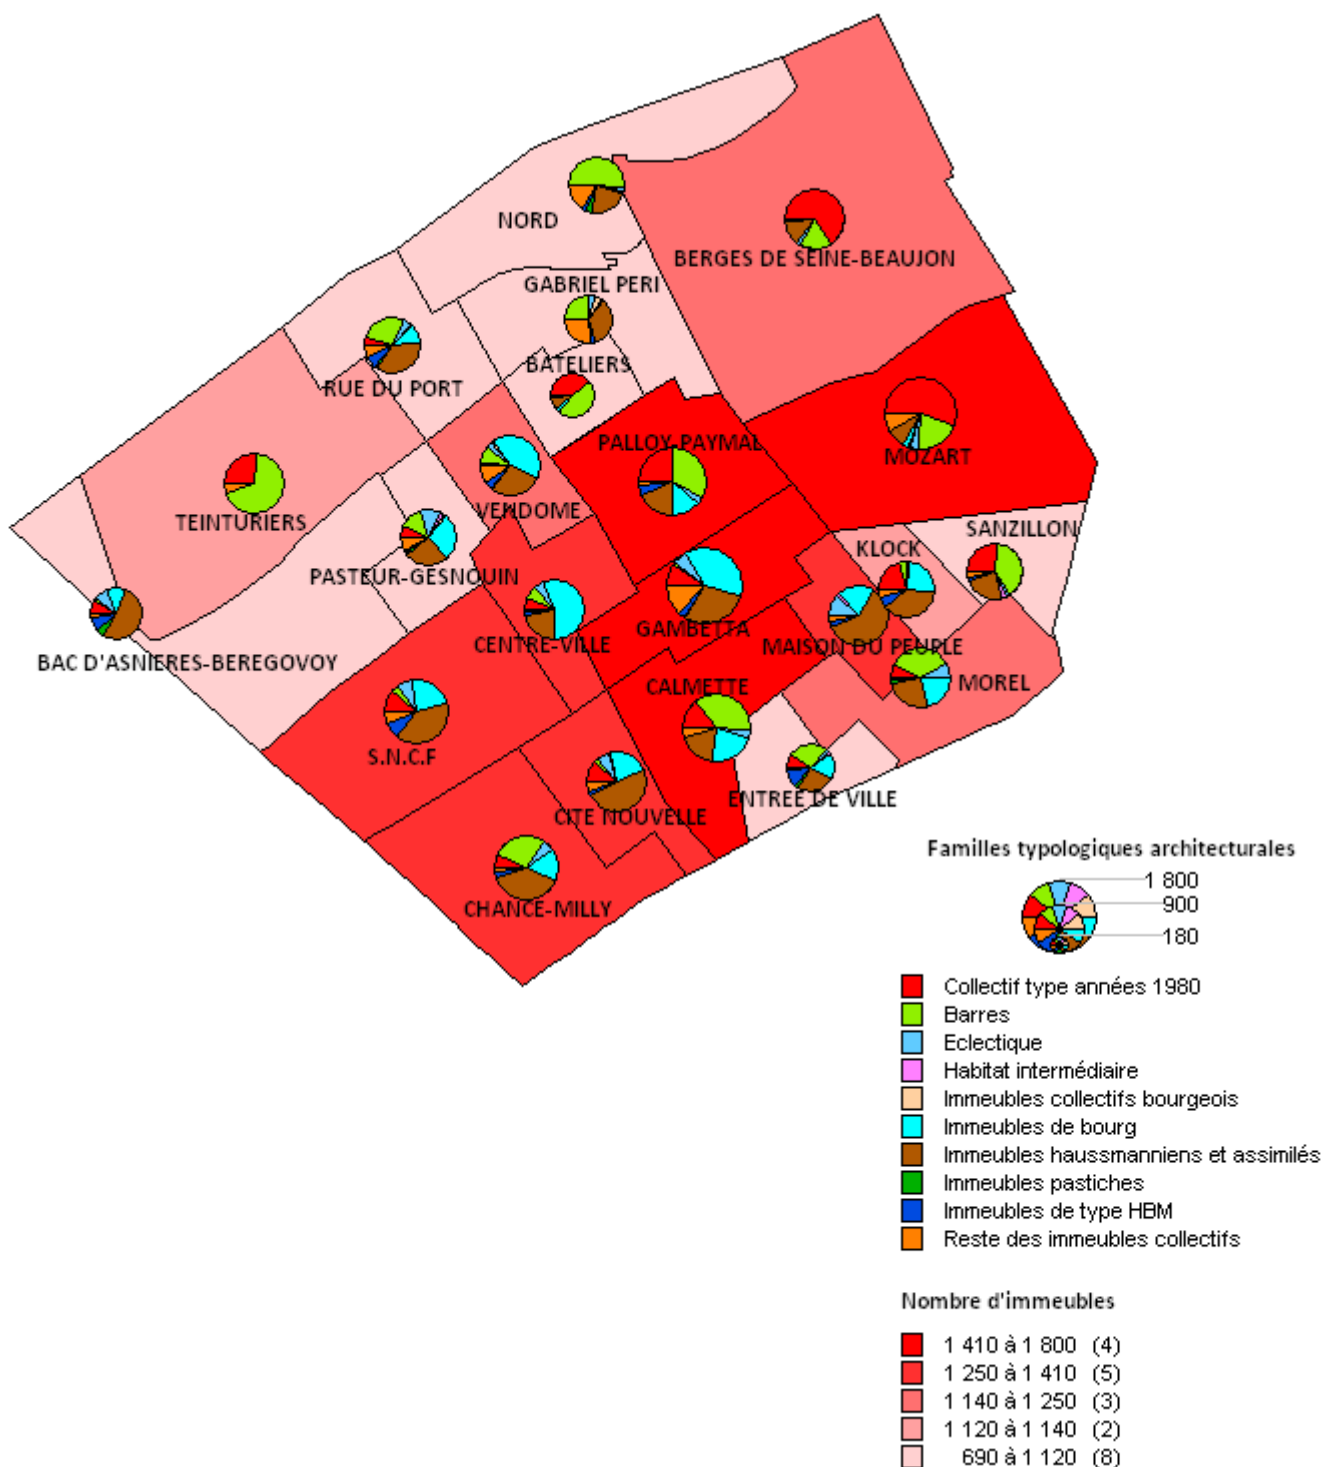 NORD
BERGES DE SEINE-BEAUJON
GABRIEL PERI
BATELIERS
RUE DU PORT
PALLOY-PAYMAL
MOZART
VENDOME
TEINTURIERS
SANZILLON
KLOCK
PASTEUR-GESNOUIN
GAMBETTA
CENTRE-VILLE
MAISON DU PEUPLE
BAC D'ASNIERES-BEREGOVOY
CALMETTE
MOREL
S.N.C.F
ENTREE DE VILLE
CITE NOUVELLE
CHANCE-MILLY
Familles typologiques architecturales
1 800
900
180
Collectif type années 1980
Barres
Eclectique
Habitat intermédiaire
Immeubles collectifs bourgeois
Immeubles de bourg
Immeubles haussmanniens et assimilés
Immeubles pastiches
Immeubles de type HBM
Reste des immeubles collectifs
Nombre d'immeubles
1 410 à 1 800 (4)
1 250 à 1 410 (5)
1 140 à 1 250 (3)
1 120 à 1 140 (2)
690 à 1 120 (8)